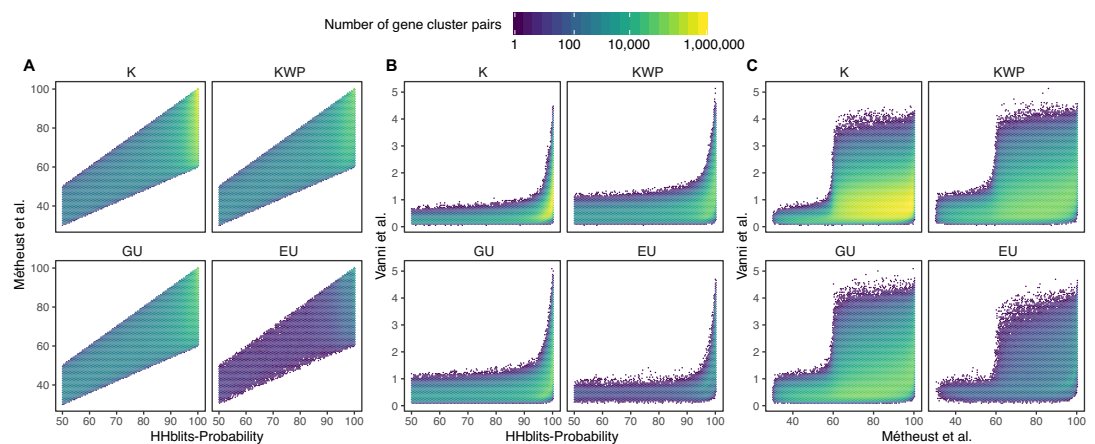 Number of gene cluster pairs
1 100 10,000 1,000,000
A B C
K KWP K KWP K KWP
100
80
60
40
5
4
3
2
1
0
5
4
3
2
1
0
Métheust et al.
Vanni et al.
Vanni et al.
GU EU GU EU GU EU
100
80
60
40
5
4
3
2
1
0
5
4
3
2
1
0
50 60 70 80 90 100 50 60 70 80 90 100
50 60 70 80 90 100 50 60 70 80 90 100
40 60 80 100 40 60 80 100
HHblits-Probability HHblits-Probability Métheust et al.